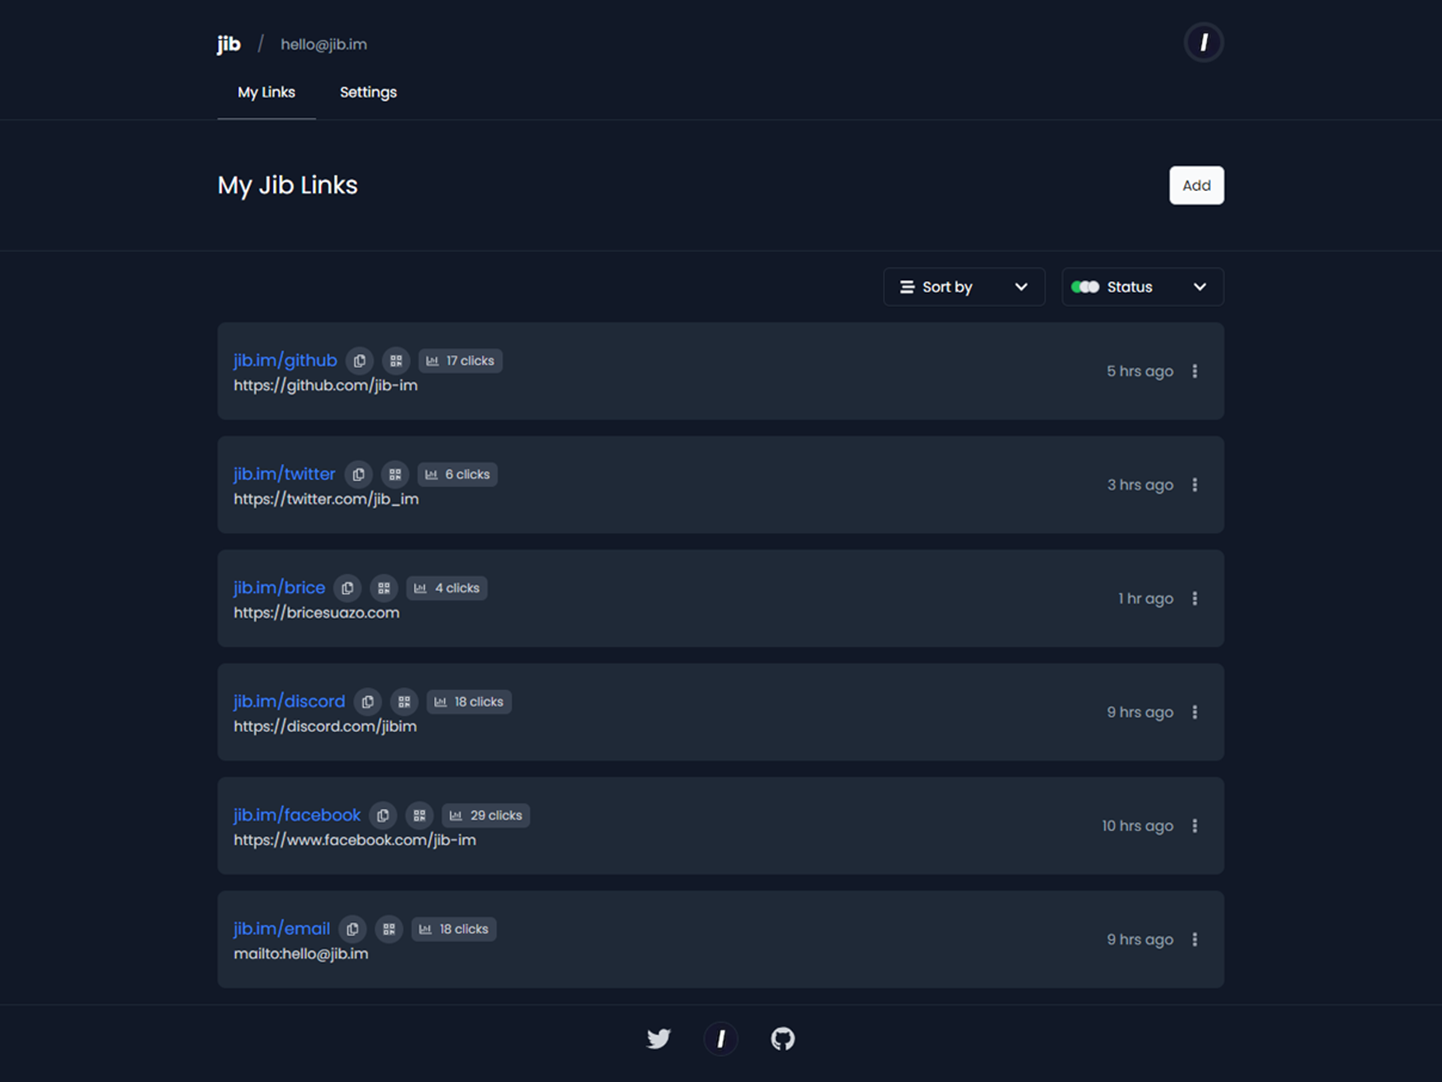 jib / hello@jib.im
My Links Settings
My Jib Links
Add
Sort by Status
jib.im/github 17 clicks
https://github.com/jib-im
5 hrs ago
jib.im/twitter 6 clicks
https://twitter.com/jib_im
3 hrs ago
jib.im/brice 4 clicks
https://bricesuazo.com
1 hr ago
jib.im/discord 18 clicks
https://discord.com/jibim
9 hrs ago
jib.im/facebook 29 clicks
https://www.facebook.com/jib-im
10 hrs ago
jib.im/email 18 clicks
mailto:hello@jib.im
9 hrs ago